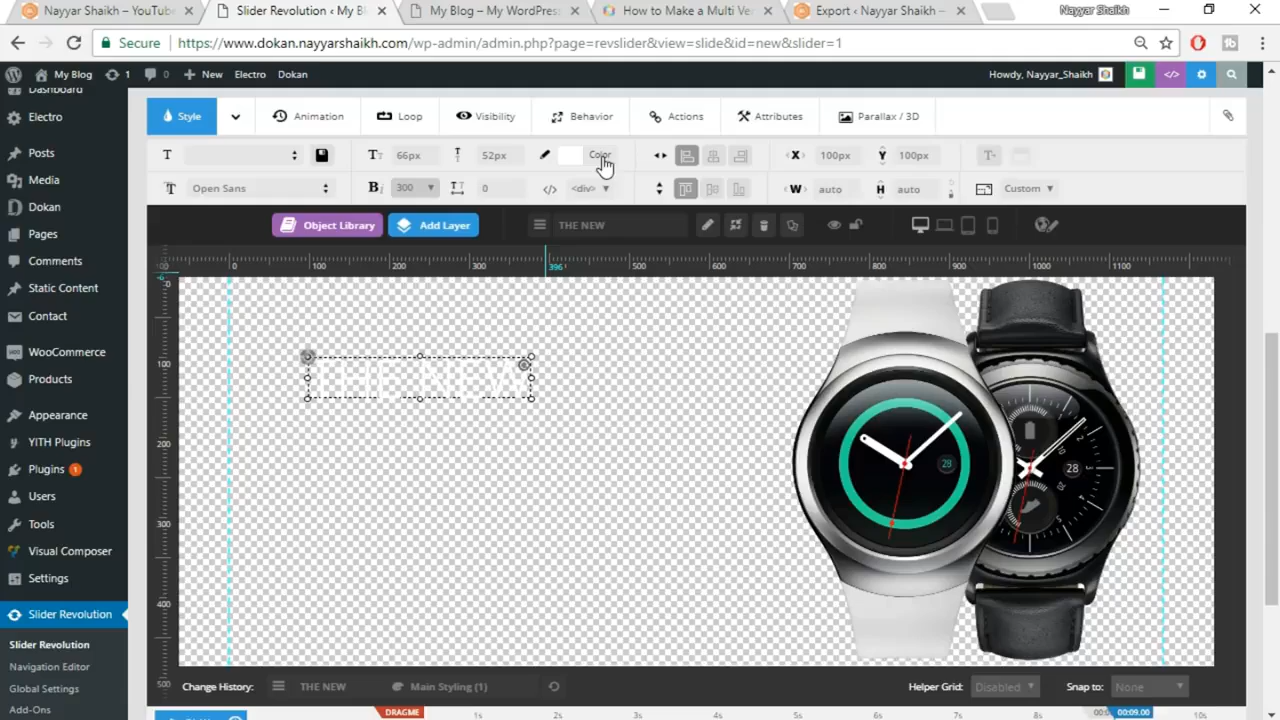 Nayyar Shaikh – YouTube
Slider Revolution ‹ My Bl
My Blog – My WordPress
How to Make a Multi Ve
Export ‹ Nayyar Shaikh —
Nayyar Shaikh
Secure
https://www.dokan.nayyarshaikh.com/wp-admin/admin.php?page=revslider&view=slide&id=new&slider=1
My Blog
1
0
New
Electro
Dokan
Howdy, Nayyar_Shaikh
Dashboard
Electro
Posts
Media
Dokan
Pages
Comments
Static Content
Contact
WooCommerce
Products
Appearance
YITH Plugins
Plugins 1
Users
Tools
Visual Composer
Settings
Slider Revolution
Slider Revolution
Navigation Editor
Global Settings
Add-Ons
Style
Animation
Loop
Visibility
Behavior
Actions
Attributes
Parallax / 3D
66px
52px
Color
X
100px
Y
100px
Open Sans
300
0
<div>
W
auto
H
auto
Custom
Object Library
Add Layer
THE NEW
0 100 200 300 396 500 600 700 800 900 1000 1100
0
100
200
300
400
500
28
28
Change History:
THE NEW
Main Styling (1)
Helper Grid:
Disabled
Snap to:
None
DRAGME
1s 2s 3s 4s 5s 6s 7s 8s
00:09.00
10s